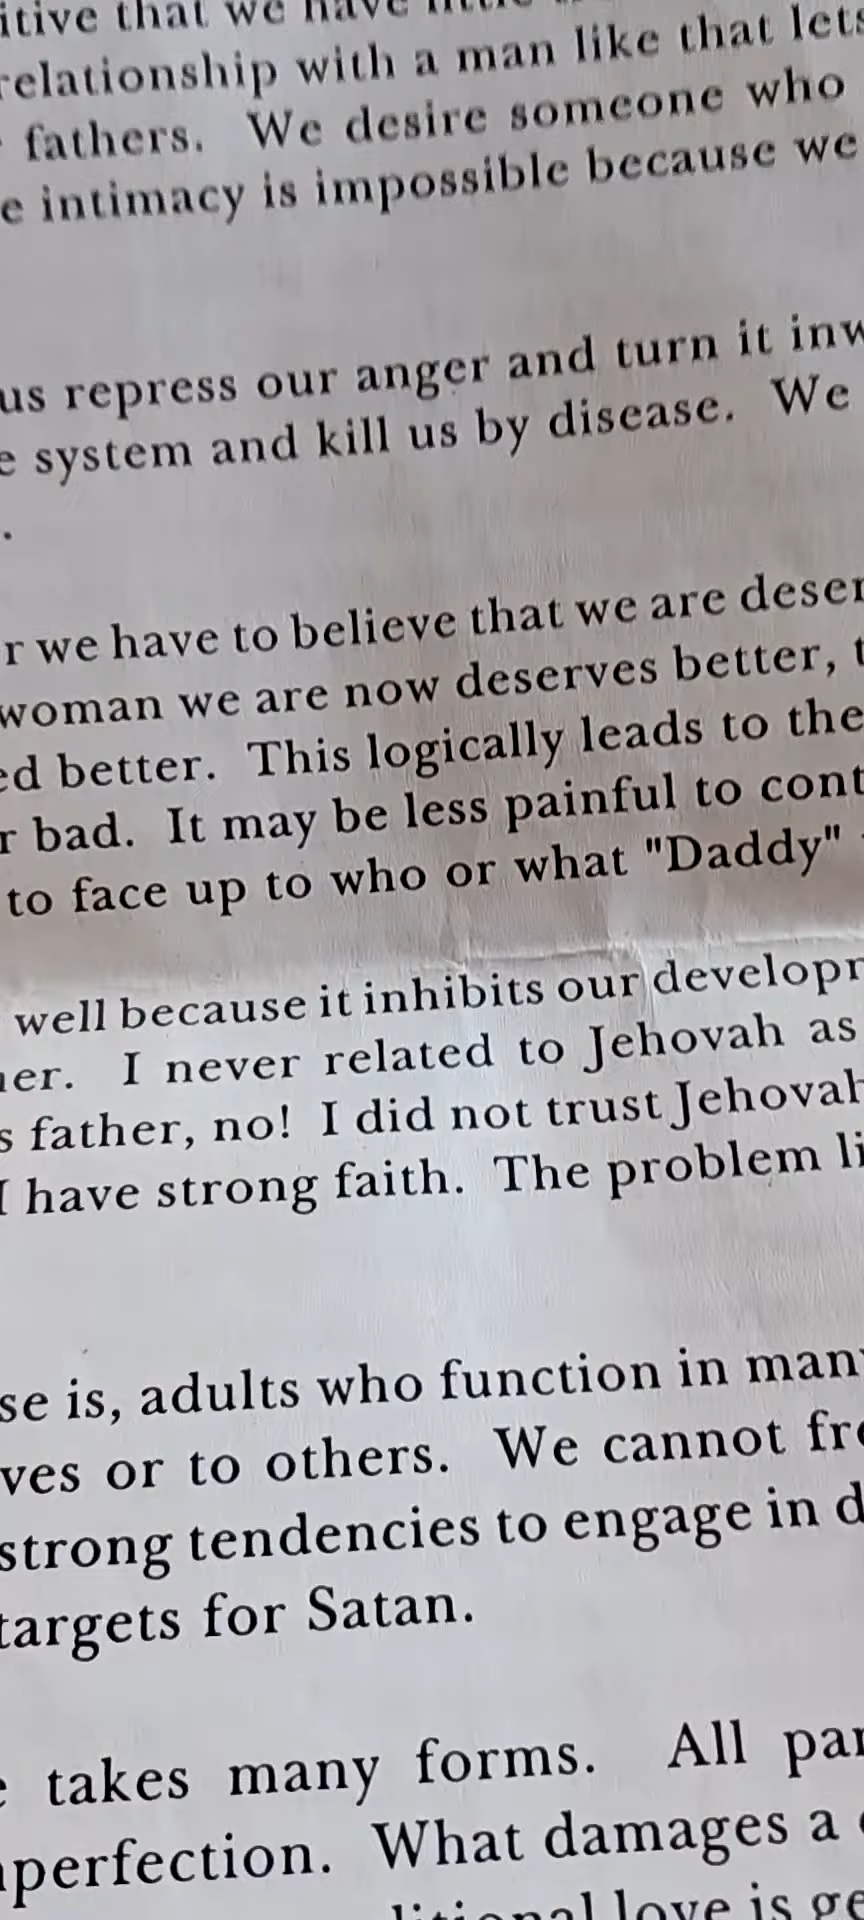 itive that we have
relationship with a man like that lets
fathers. We desire someone who
e intimacy is impossible because we
us repress our anger and turn it inw
e system and kill us by disease. We
.
r we have to believe that we are deser
woman we are now deserves better, t
ed better. This logically leads to the
r bad. It may be less painful to cont
to face up to who or what "Daddy"
well because it inhibits our developr
her. I never related to Jehovah as
s father, no! I did not trust Jehovah
I have strong faith. The problem li
se is, adults who function in many
ves or to others. We cannot fre
strong tendencies to engage in d
targets for Satan.
e takes many forms. All par
perfection. What damages a
litional love is ge